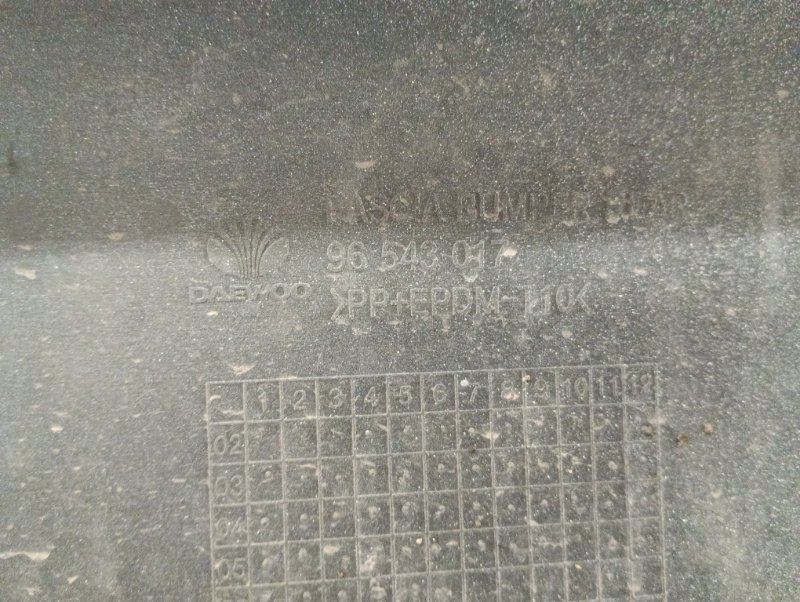 FASCIA BUMPER REAR
96 543 017
DAEWOO
>PP+EPDM-T10<
1 2 3 4 5 6 7 8 9 10 11 12
02
03
04
05